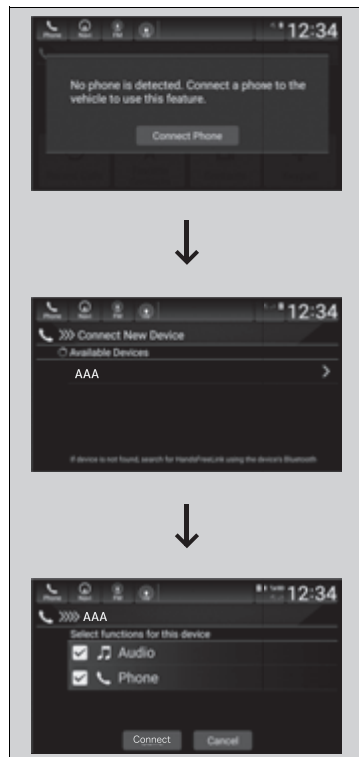 Phone Navi FM 12:34
No phone is detected. Connect a phone to the
vehicle to use this feature.
Connect Phone
Phone Navi FM 12:34
Connect New Device
Available Devices
AAA
If device is not found, search for HandsFreeLink using the device's Bluetooth
Phone Navi FM 12:34
AAA
Select functions for this device
Audio
Phone
Connect Cancel